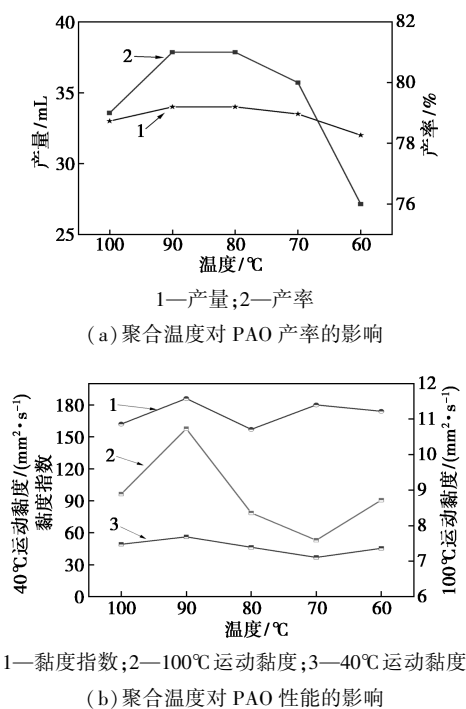 40
35
30
25
产量/mL
82
80
78
76
产率/%
2
1
100 90 80 70 60
温度/℃
1—产量;2—产率
(a)聚合温度对 PAO 产率的影响
180
150
120
90
60
30
0
40℃运动黏度/(mm²·s⁻¹)
黏度指数
12
11
10
9
8
7
6
100℃运动黏度/(mm²·s⁻¹)
1
2
3
100 90 80 70 60
温度/℃
1—黏度指数;2—100℃运动黏度;3—40℃运动黏度
(b)聚合温度对 PAO 性能的影响